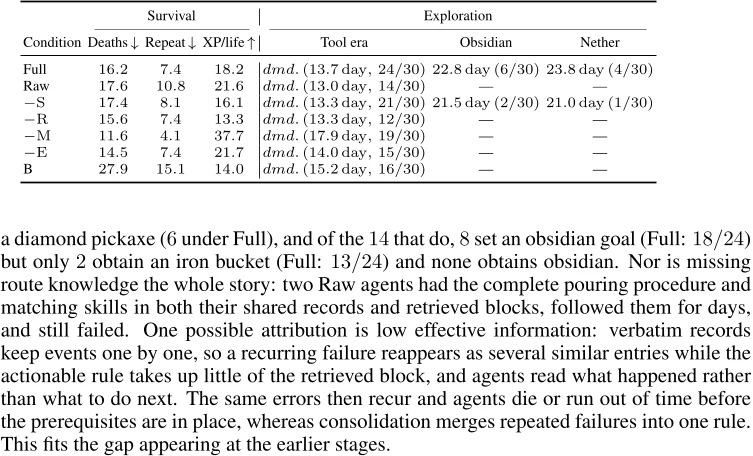 Survival Exploration
Condition Deaths↓ Repeat↓ XP/life↑ Tool era Obsidian Nether
Full 16.2 7.4 18.2 dmd. (13.7 day, 24/30) 22.8 day (6/30) 23.8 day (4/30)
Raw 17.6 10.8 21.6 dmd. (13.0 day, 14/30) — —
−S 17.4 8.1 16.1 dmd. (13.3 day, 21/30) 21.5 day (2/30) 21.0 day (1/30)
−R 15.6 7.4 13.3 dmd. (13.3 day, 12/30) — —
−M 11.6 4.1 37.7 dmd. (17.9 day, 19/30) — —
−E 14.5 7.4 21.7 dmd. (14.0 day, 15/30) — —
B 27.9 15.1 14.0 dmd. (15.2 day, 16/30) — —
a diamond pickaxe (6 under Full), and of the 14 that do, 8 set an obsidian goal (Full: 18/24)
but only 2 obtain an iron bucket (Full: 13/24) and none obtains obsidian. Nor is missing
route knowledge the whole story: two Raw agents had the complete pouring procedure and
matching skills in both their shared records and retrieved blocks, followed them for days,
and still failed. One possible attribution is low effective information: verbatim records
keep events one by one, so a recurring failure reappears as several similar entries while the
actionable rule takes up little of the retrieved block, and agents read what happened rather
than what to do next. The same errors then recur and agents die or run out of time before
the prerequisites are in place, whereas consolidation merges repeated failures into one rule.
This fits the gap appearing at the earlier stages.